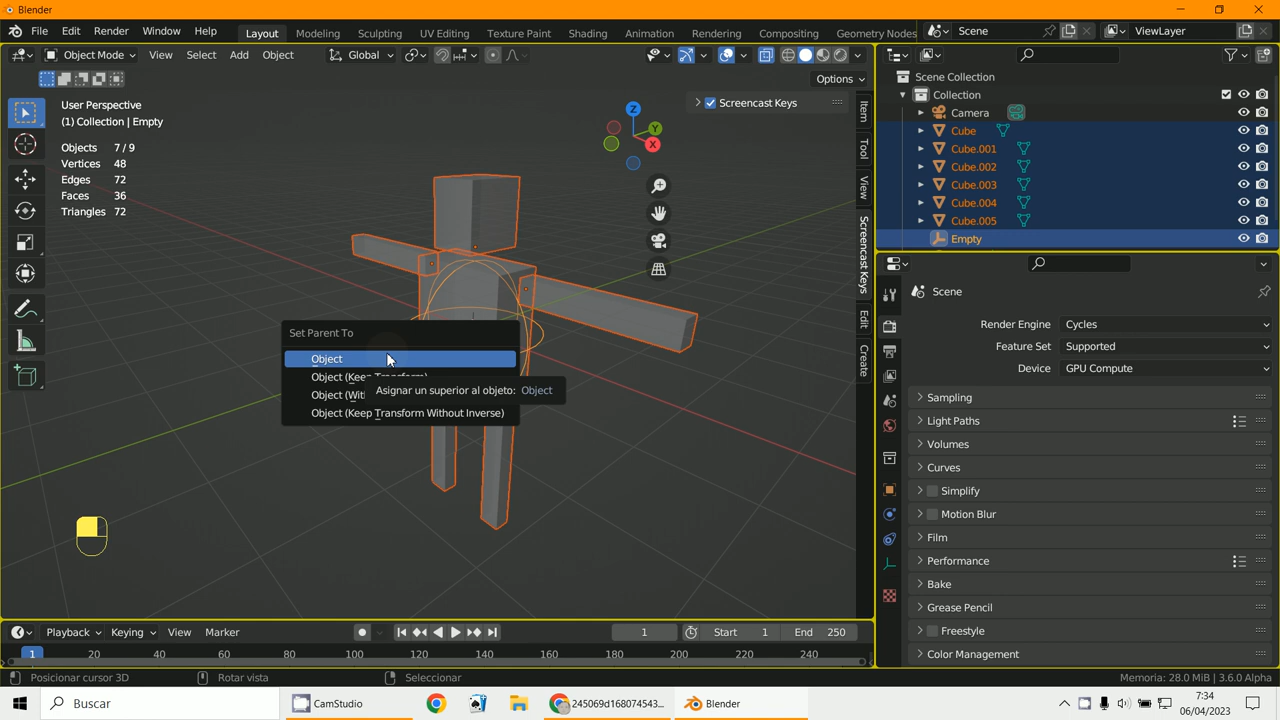 Blender
File Edit Render Window Help
Layout Modeling Sculpting UV Editing Texture Paint Shading Animation Rendering Compositing Geometry Nodes
Scene
ViewLayer
Object Mode View Select Add Object Global
Options
User Perspective
(1) Collection | Empty
Objects 7/9
Vertices 48
Edges 72
Faces 36
Triangles 72
Screencast Keys
Z
Y
X
Item
Tool
View
Screencast Keys
Edit
Create
Set Parent To
Object
Object (Keep Transform)
Object (Wit
Object (Keep Transform Without Inverse)
Asignar un superior al objeto: Object
Scene Collection
Collection
Camera
Cube
Cube.001
Cube.002
Cube.003
Cube.004
Cube.005
Empty
Scene
Render Engine Cycles
Feature Set Supported
Device GPU Compute
Sampling
Light Paths
Volumes
Curves
Simplify
Motion Blur
Film
Performance
Bake
Grease Pencil
Freestyle
Color Management
Playback Keying View Marker
1 Start 1 End 250
1 20 40 60 80 100 120 140 160 180 200 220 240
Posicionar cursor 3D Rotar vista Seleccionar
Memoria: 28.0 MiB | 3.6.0 Alpha
Buscar
CamStudio
245069d168074543...
Blender
7:34
06/04/2023